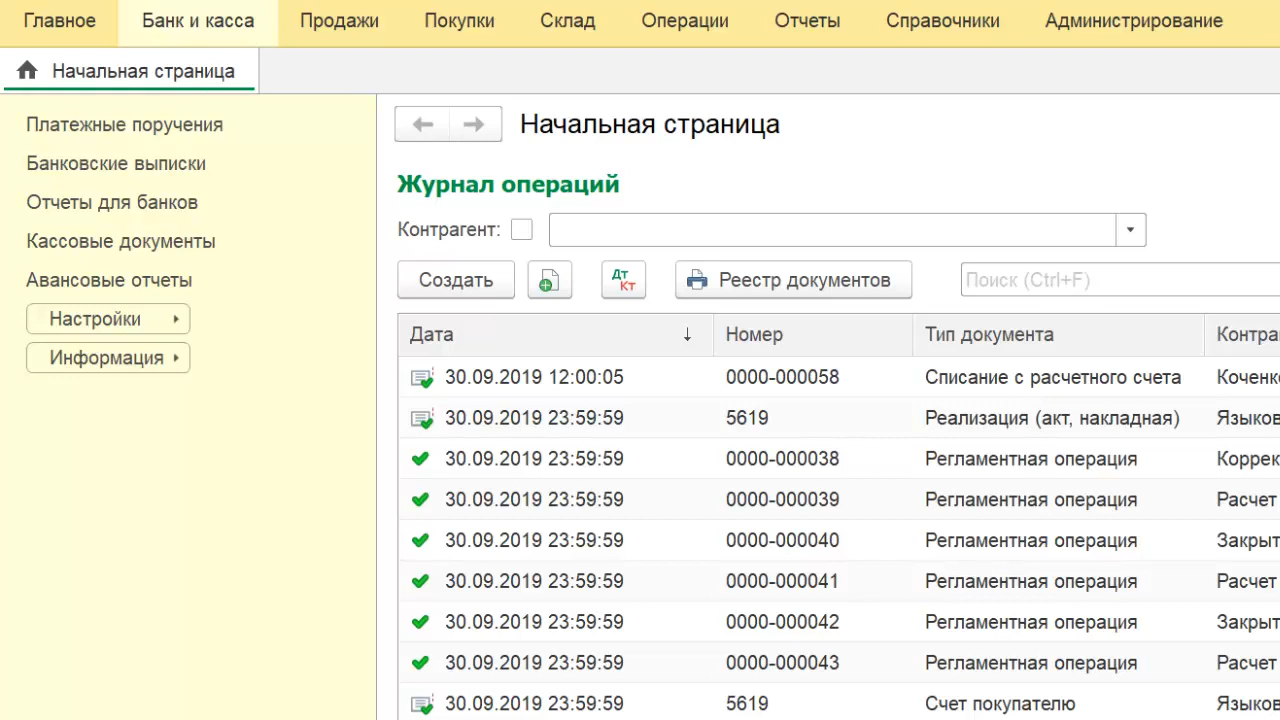 Главное Банк и касса Продажи Покупки Склад Операции Отчеты Справочники Администрирование
Начальная страница
Платежные поручения
Банковские выписки
Отчеты для банков
Кассовые документы
Авансовые отчеты
Настройки
Информация
Начальная страница
Журнал операций
Контрагент:
Создать Дт Кт Реестр документов Поиск (Ctrl+F)
Дата ↓ Номер Тип документа Контра
30.09.2019 12:00:05 0000-000058 Списание с расчетного счета Коченк
30.09.2019 23:59:59 5619 Реализация (акт, накладная) Языков
30.09.2019 23:59:59 0000-000038 Регламентная операция Коррек
30.09.2019 23:59:59 0000-000039 Регламентная операция Расчет
30.09.2019 23:59:59 0000-000040 Регламентная операция Закрыт
30.09.2019 23:59:59 0000-000041 Регламентная операция Расчет
30.09.2019 23:59:59 0000-000042 Регламентная операция Закрыт
30.09.2019 23:59:59 0000-000043 Регламентная операция Расчет
30.09.2019 23:59:59 5619 Счет покупателю Языков